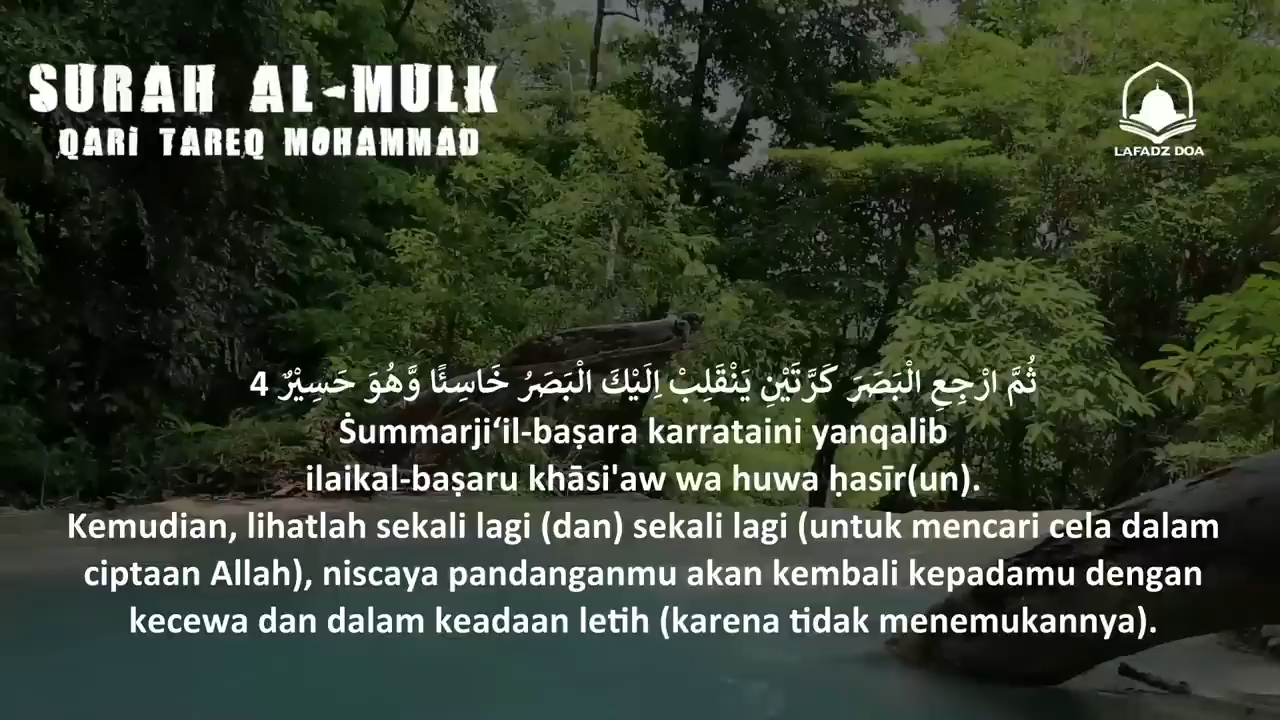 SURAH AL-MULK
QARI TAREQ MOHAMMAD
LAFADZ DOA
ثُمَّ ارْجِعِ الْبَصَرَ كَرَّتَيْنِ يَنْقَلِبْ اِلَيْكَ الْبَصَرُ خَاسِئًا وَّهُوَ حَسِيْرٌ 4
Ṡummarji‘il-baṣara karrataini yanqalib
ilaikal-baṣaru khāsi'aw wa huwa ḥasīr(un).
Kemudian, lihatlah sekali lagi (dan) sekali lagi (untuk mencari cela dalam
ciptaan Allah), niscaya pandanganmu akan kembali kepadamu dengan
kecewa dan dalam keadaan letih (karena tidak menemukannya).